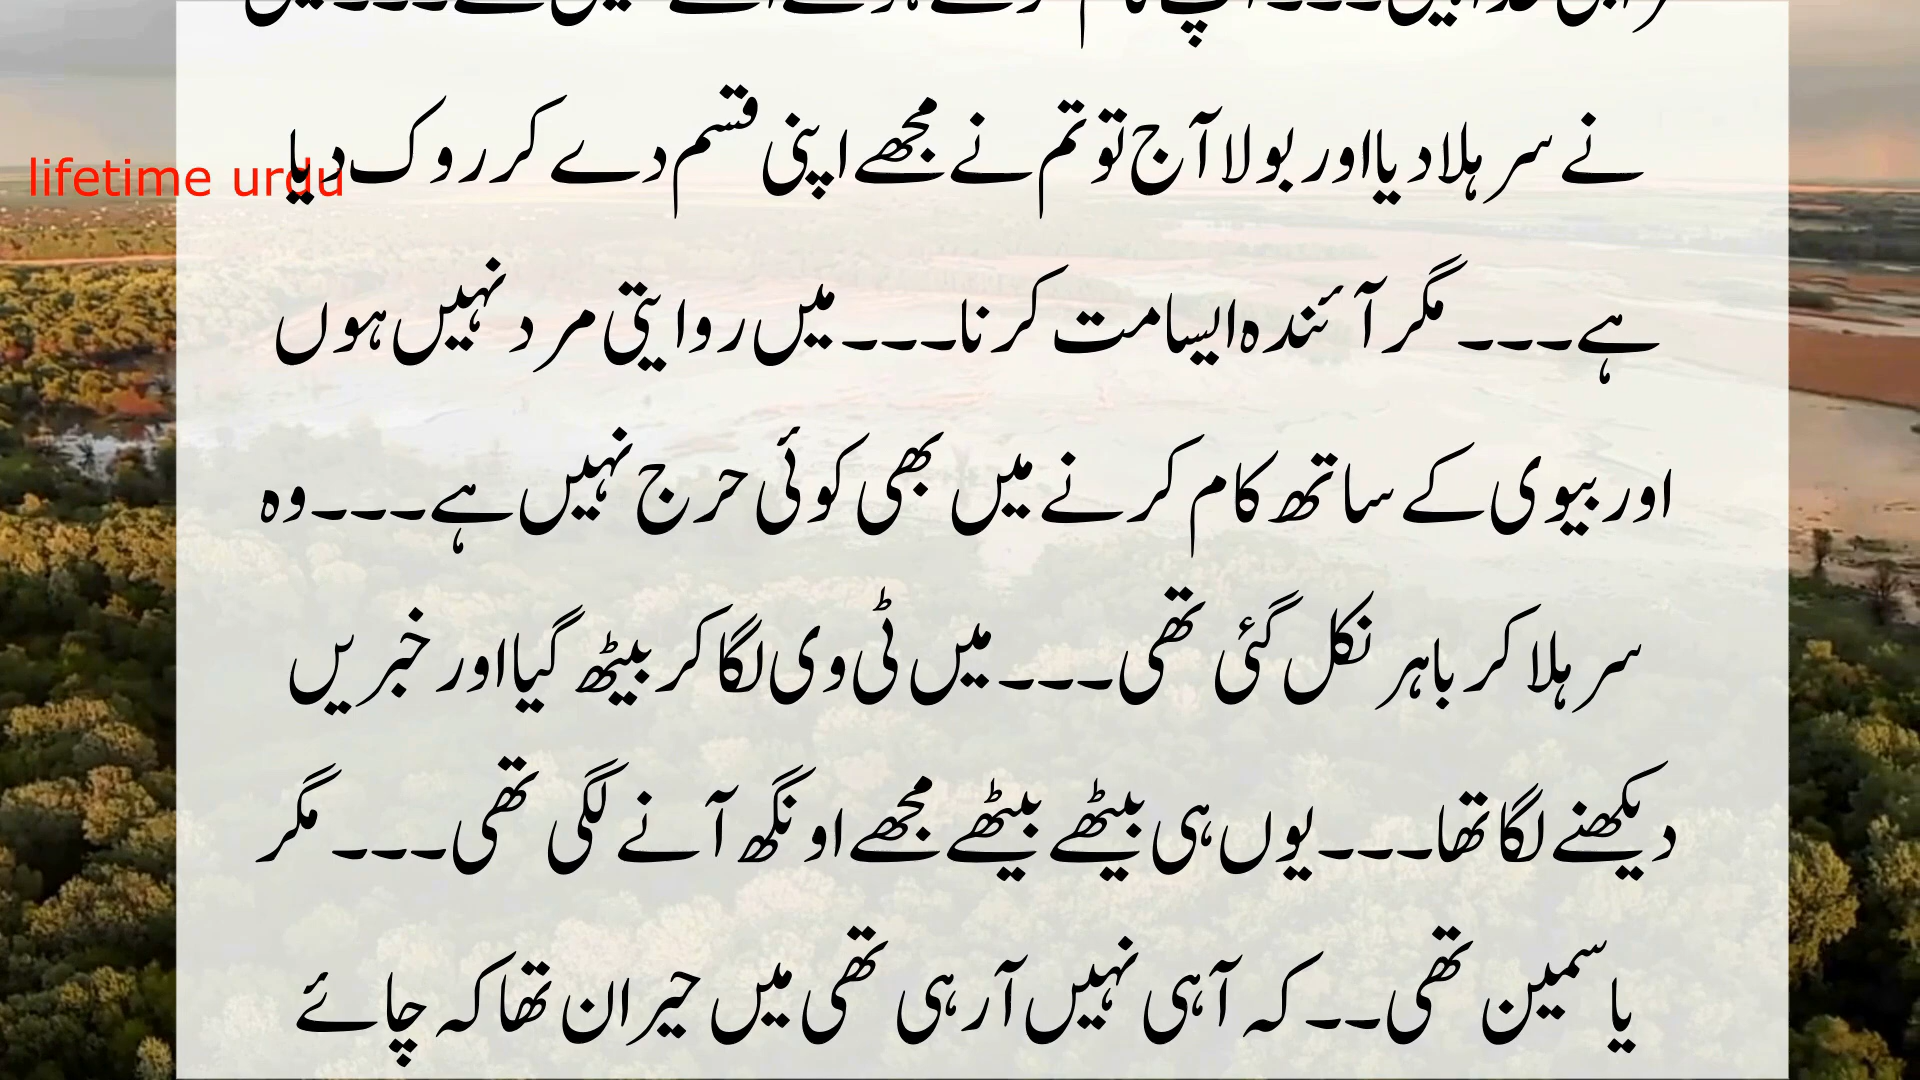 نے سر ہلا دیا اور بولا آج تو تم نے مجھے اپنی قسم دے کر روک دیا
lifetime urdu
ہے۔۔۔ مگر آئندہ ایسا مت کرنا۔۔۔ میں روایتی مرد نہیں ہوں
اور بیوی کے ساتھ کام کرنے میں بھی کوئی حرج نہیں ہے۔۔۔ وہ
سر ہلا کر باہر نکل گئی تھی۔۔۔ میں ٹی وی لگا کر بیٹھ گیا اور خبریں
دیکھنے لگا تھا۔۔۔ یوں ہی بیٹھے بیٹھے مجھے اونگھ آنے لگی تھی۔۔۔ مگر
یاسمین تھی۔۔ کہ آہی نہیں آرہی تھی میں حیران تھا کہ چائے